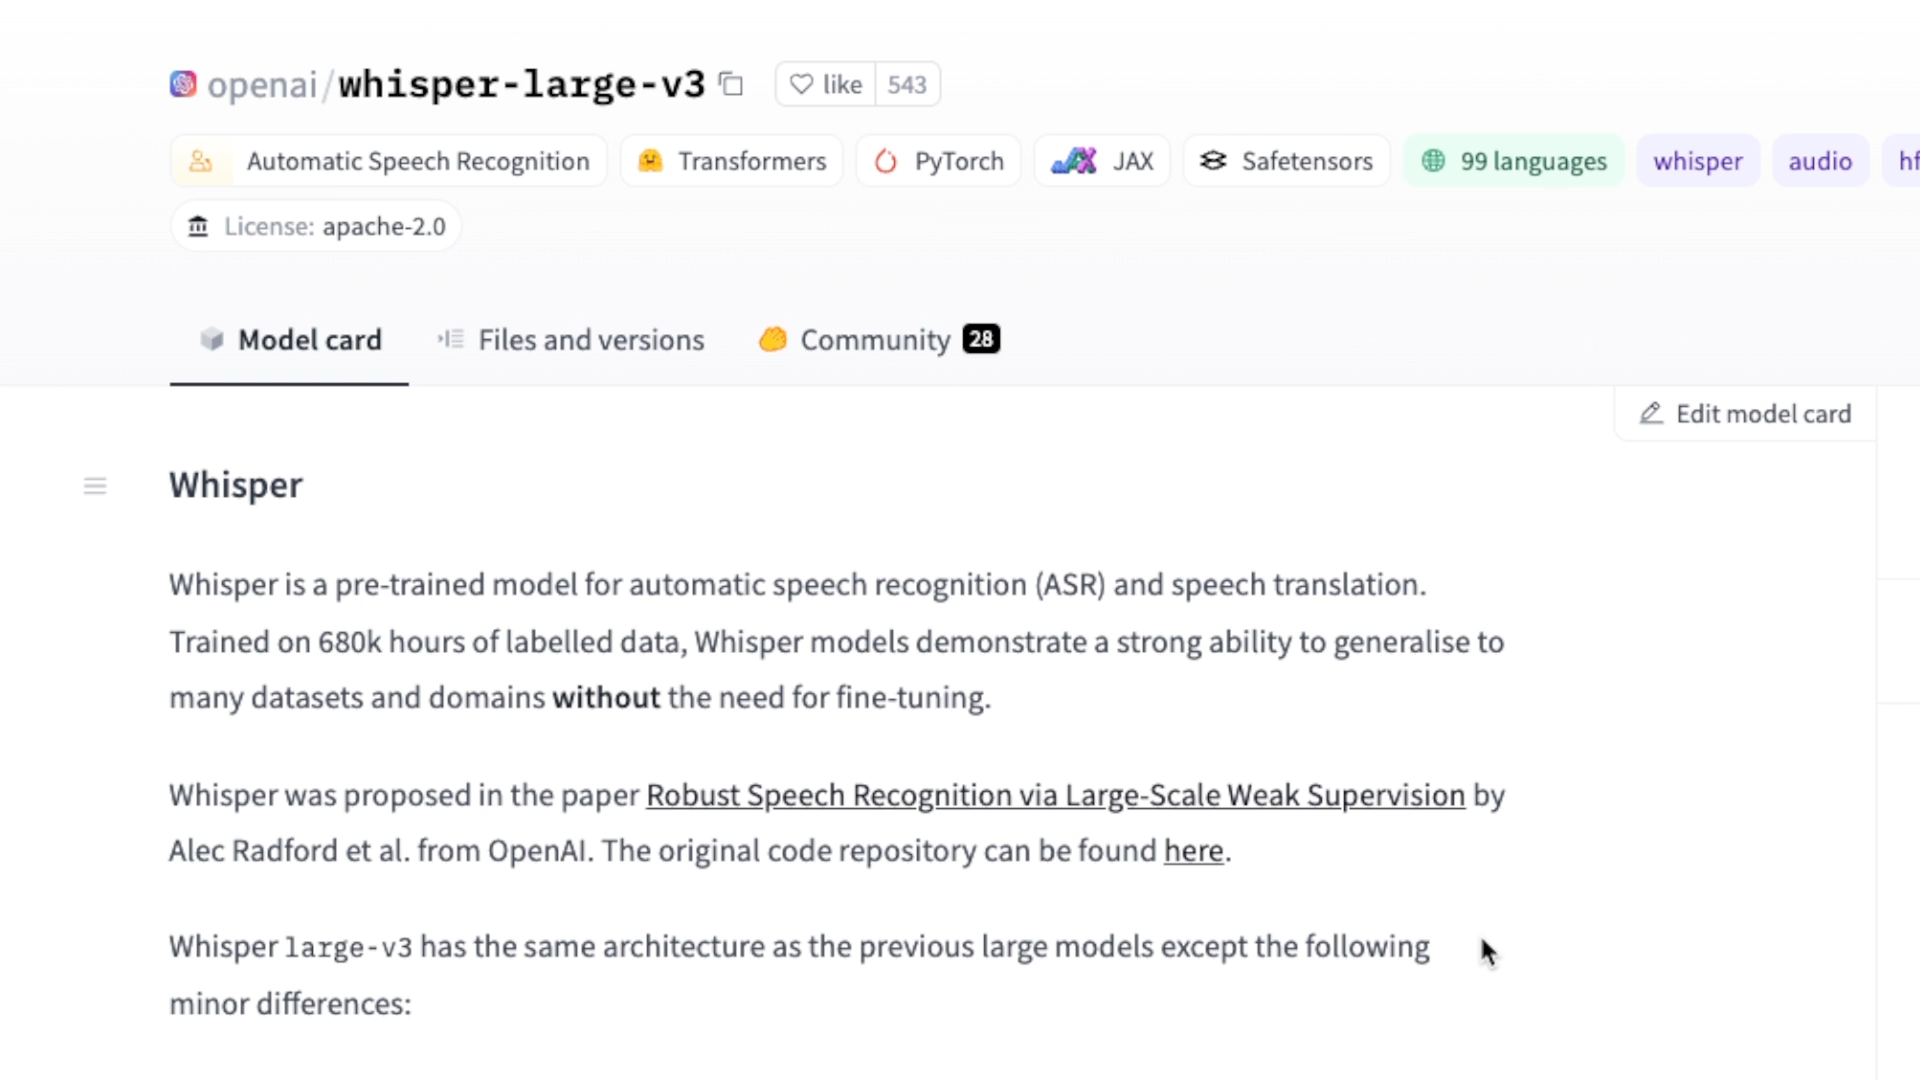 openai/whisper-large-v3 like 543
Automatic Speech Recognition Transformers PyTorch JAX Safetensors 99 languages whisper audio hf
License: apache-2.0
Model card Files and versions Community 28
Edit model card
Whisper
Whisper is a pre-trained model for automatic speech recognition (ASR) and speech translation.
Trained on 680k hours of labelled data, Whisper models demonstrate a strong ability to generalise to
many datasets and domains without the need for fine-tuning.
Whisper was proposed in the paper Robust Speech Recognition via Large-Scale Weak Supervision by
Alec Radford et al. from OpenAI. The original code repository can be found here.
Whisper large-v3 has the same architecture as the previous large models except the following
minor differences: